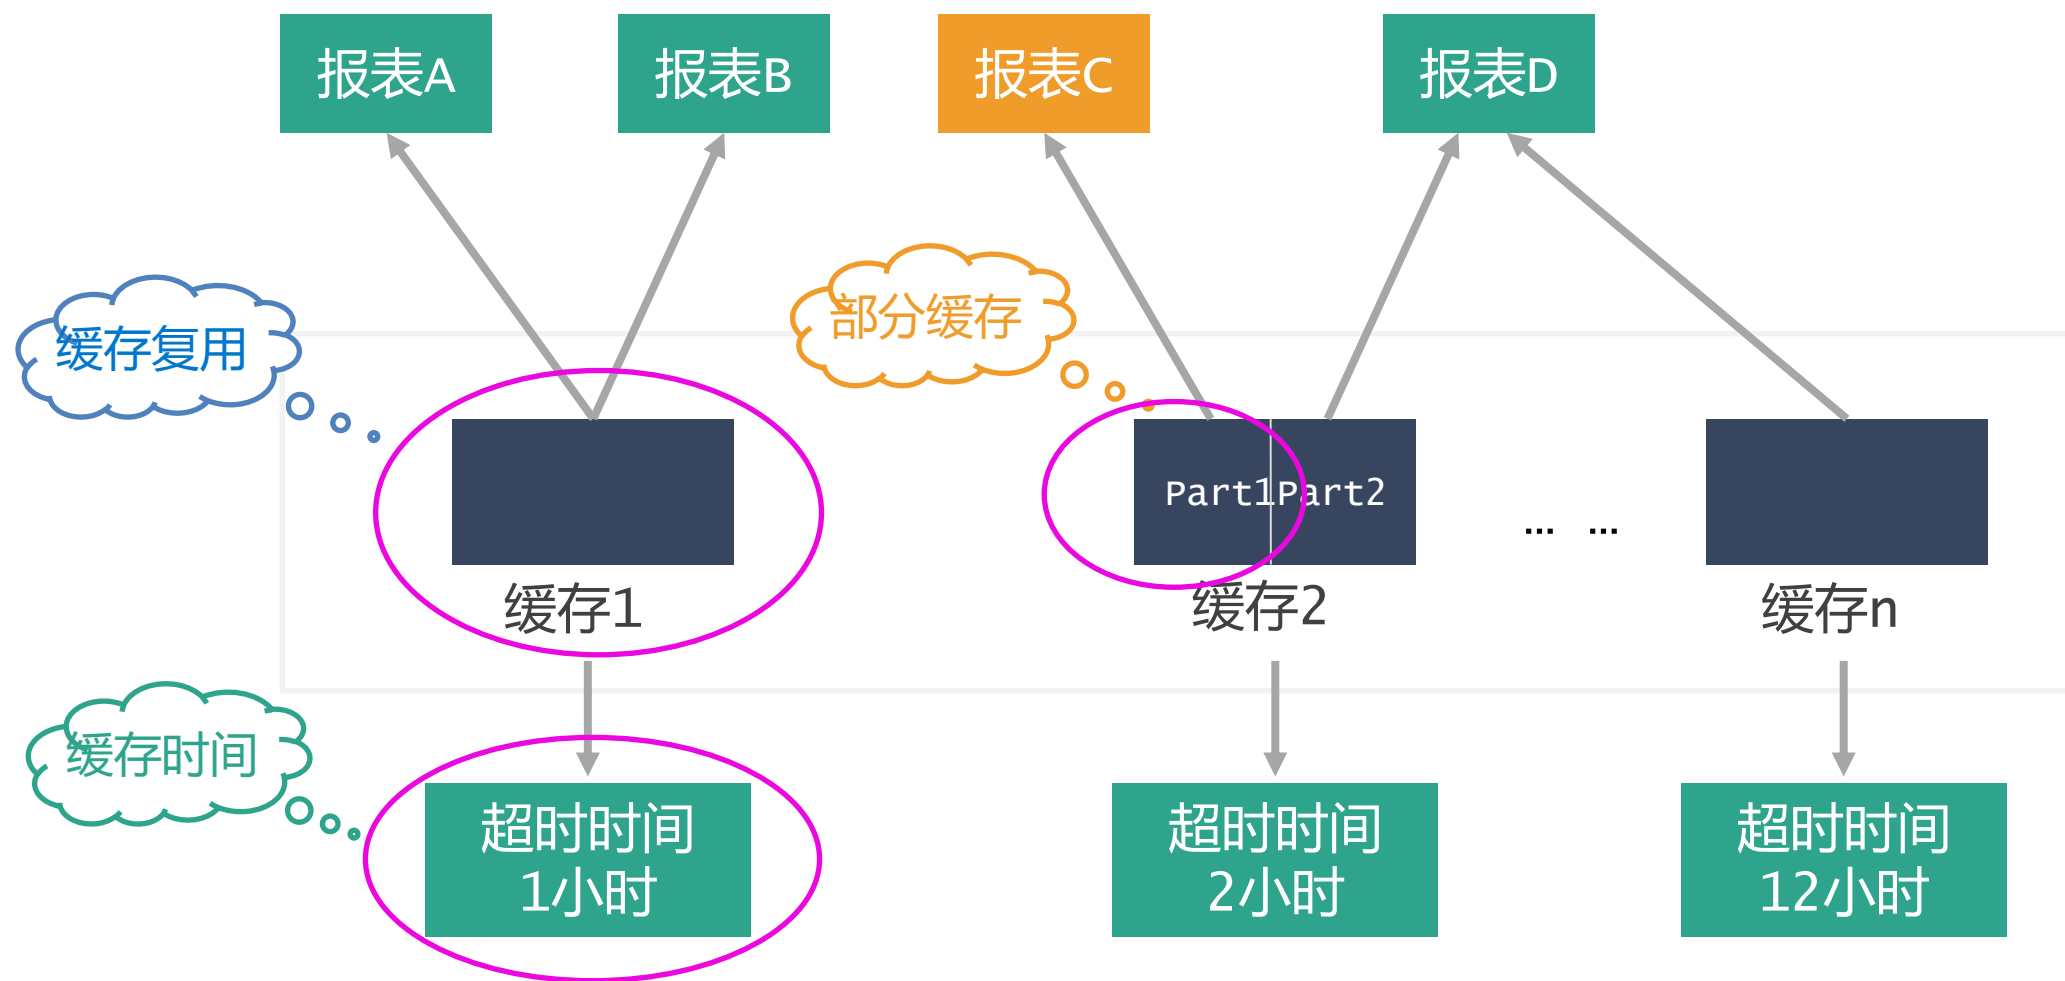 报表A
报表B
报表C
报表D
缓存复用
部分缓存
Part1
Part2
... ...
缓存1
缓存2
缓存n
缓存时间
超时时间
1小时
超时时间
2小时
超时时间
12小时